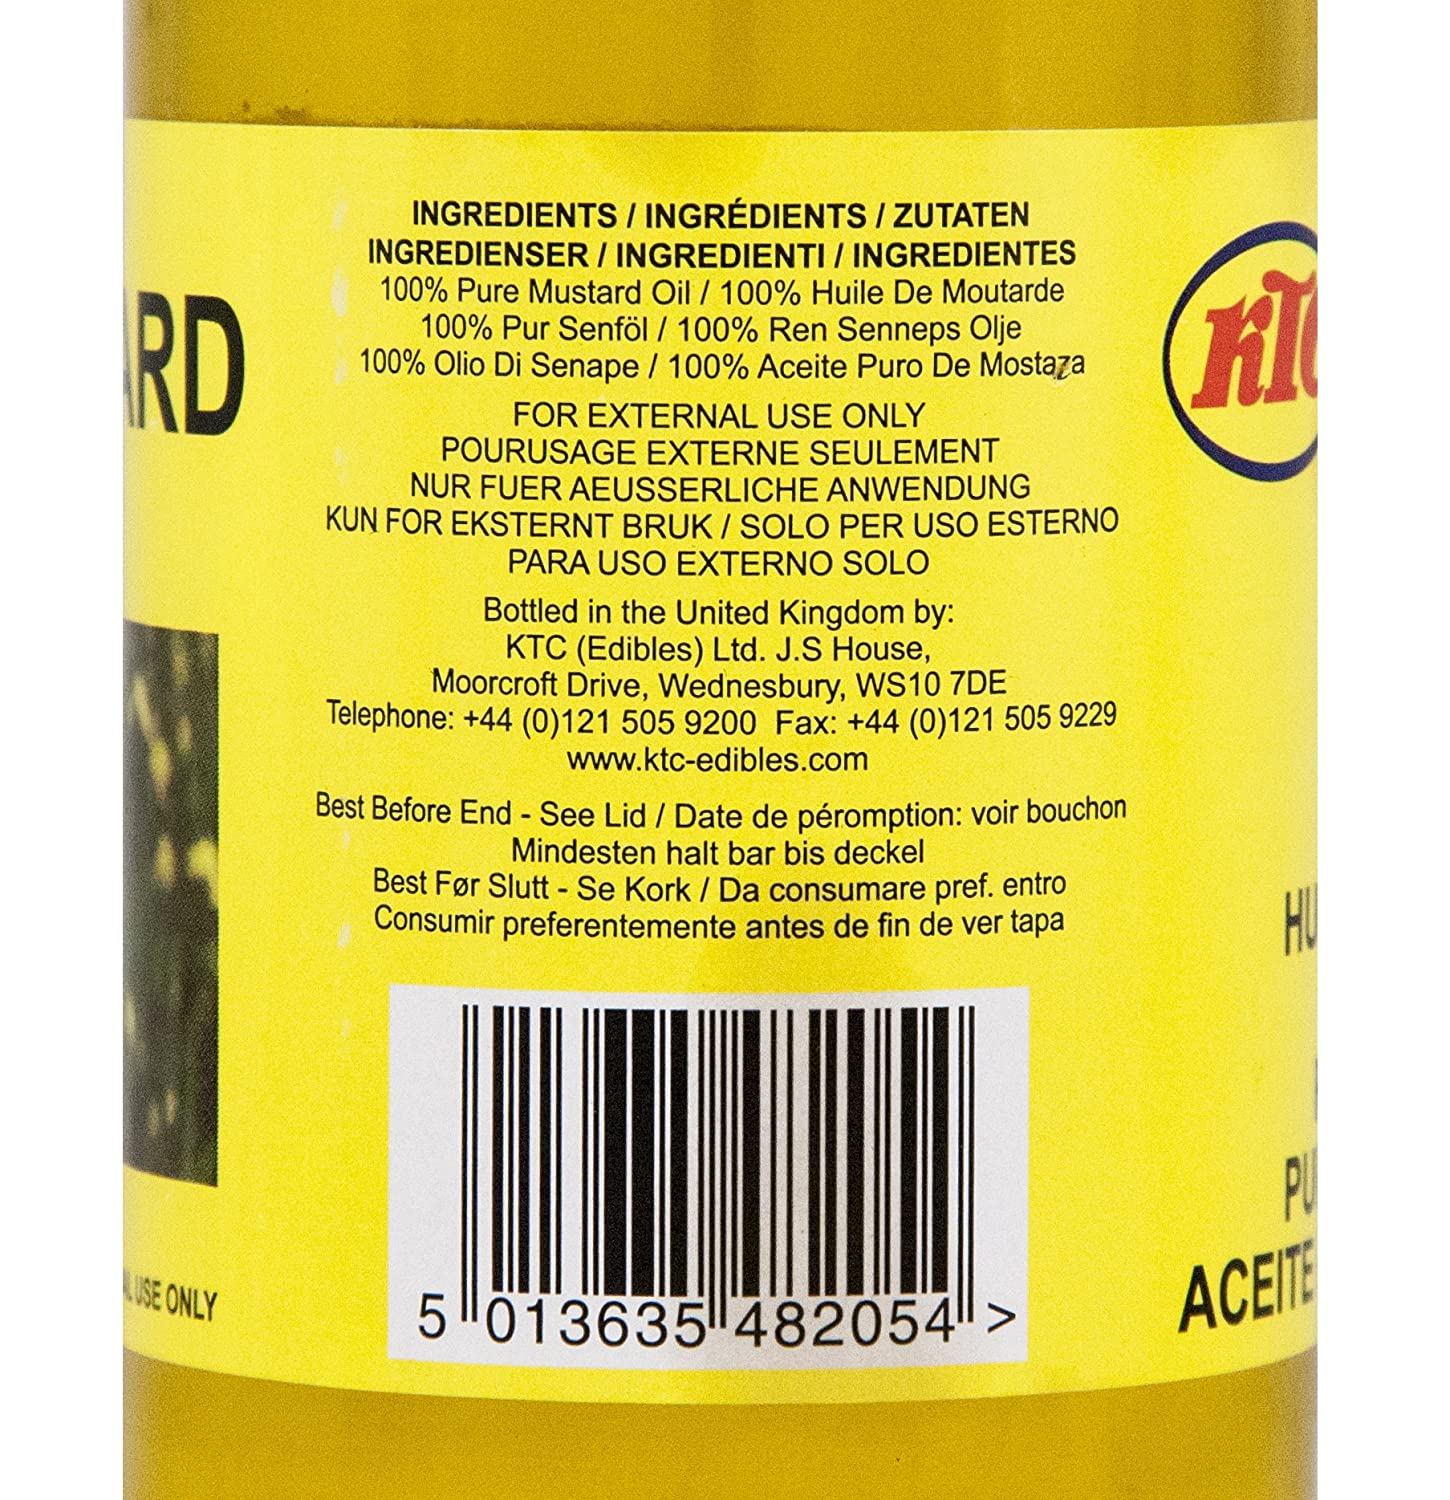 INGREDIENTS / INGRÉDIENTS / ZUTATEN
INGREDIENSER / INGREDIENTI / INGREDIENTES
100% Pure Mustard Oil / 100% Huile De Moutarde
100% Pur Senföl / 100% Ren Senneps Olje
100% Olio Di Senape / 100% Aceite Puro De Mostaza
FOR EXTERNAL USE ONLY
POURUSAGE EXTERNE SEULEMENT
NUR FUER AEUSSERLICHE ANWENDUNG
KUN FOR EKSTERNT BRUK / SOLO PER USO ESTERNO
PARA USO EXTERNO SOLO
Bottled in the United Kingdom by:
KTC (Edibles) Ltd. J.S House,
Moorcroft Drive, Wednesbury, WS10 7DE
Telephone: +44 (0)121 505 9200 Fax: +44 (0)121 505 9229
www.ktc-edibles.com
Best Before End - See Lid / Date de péromption: voir bouchon
Mindesten halt bar bis deckel
Best Før Slutt - Se Kork / Da consumare pref. entro
Consumir preferentemente antes de fin de ver tapa
5 013635 482054 >
ARD
USE ONLY
KTC
HU
PU
ACEITE